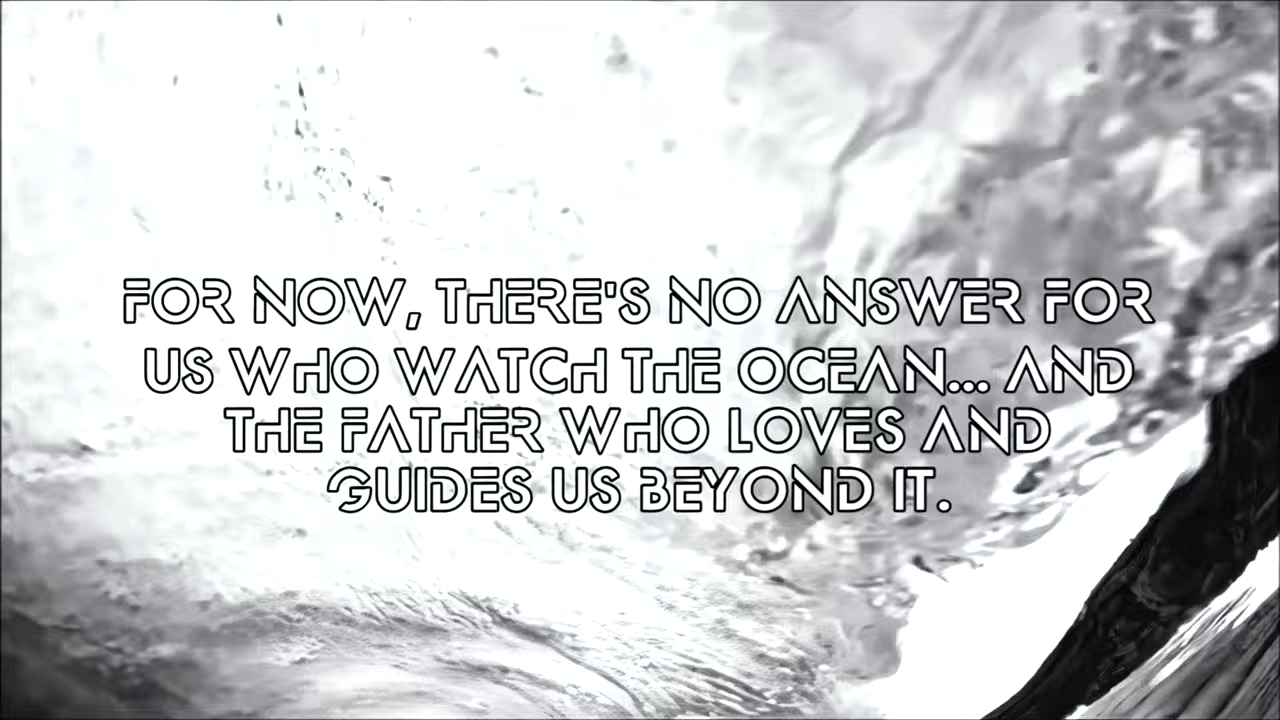 FOR NOW, THERE'S NO ANSWER FOR
US WHO WATCH THE OCEAN... AND
THE FATHER WHO LOVES AND
GUIDES US BEYOND IT.